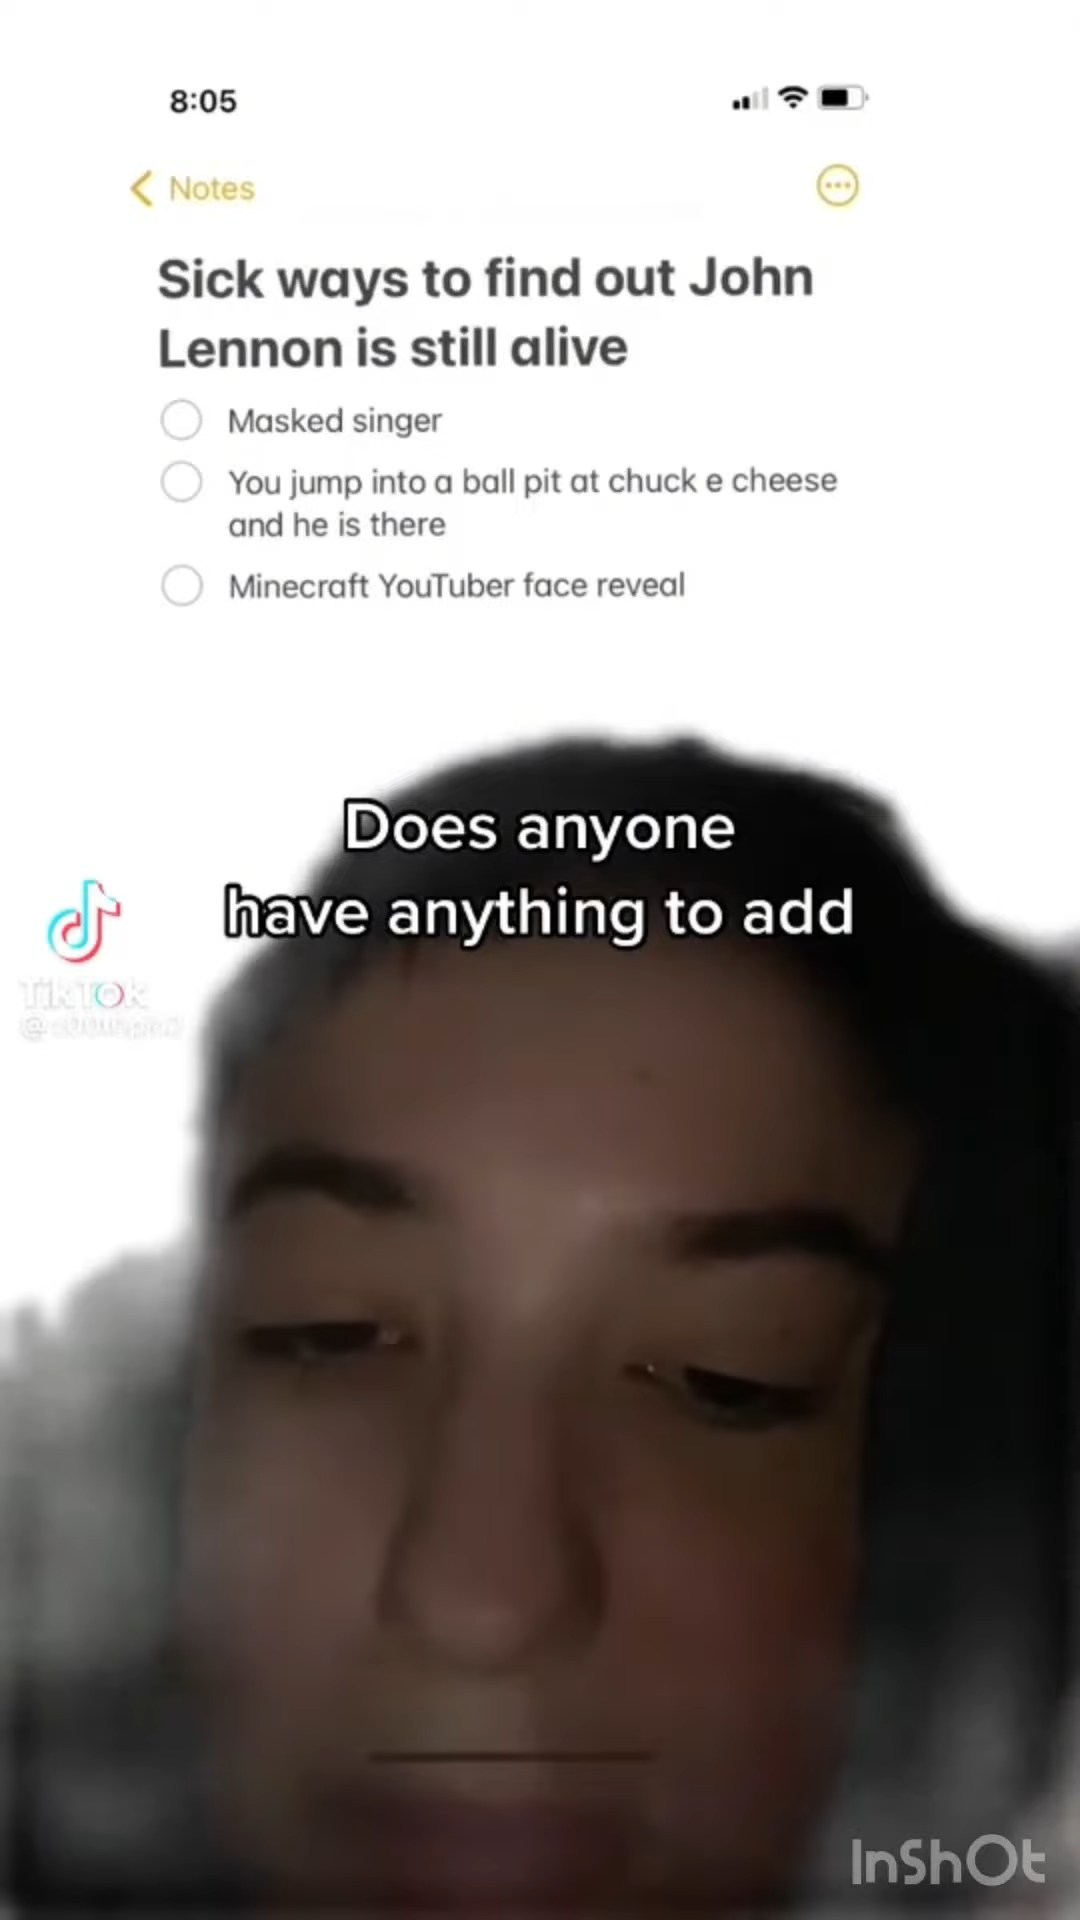 8:05
Notes
Sick ways to find out John
Lennon is still alive
Masked singer
You jump into a ball pit at chuck e cheese
and he is there
Minecraft YouTuber face reveal
Does anyone
have anything to add
TikTok
InShOt